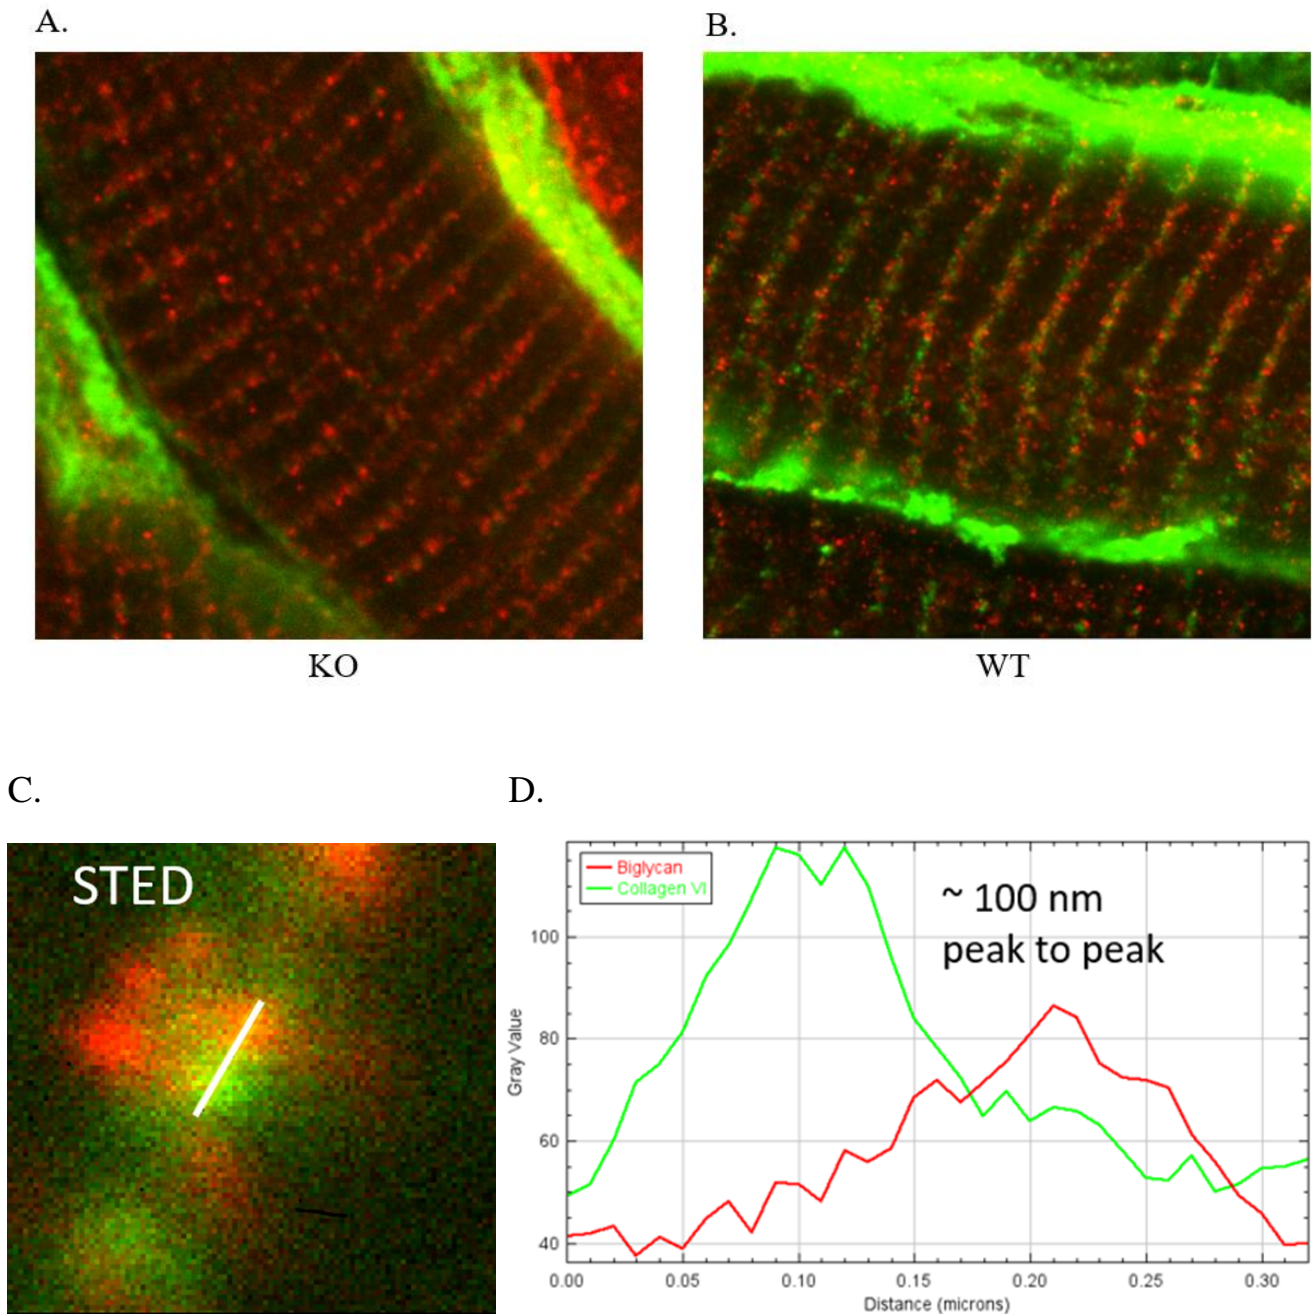 A.
B.
KO
WT
C.
D.
STED
Biglycan
Collagen VI
~ 100 nm
peak to peak
Gray Value
100
80
60
40
0.00 0.05 0.10 0.15 0.20 0.25 0.30
Distance (microns)